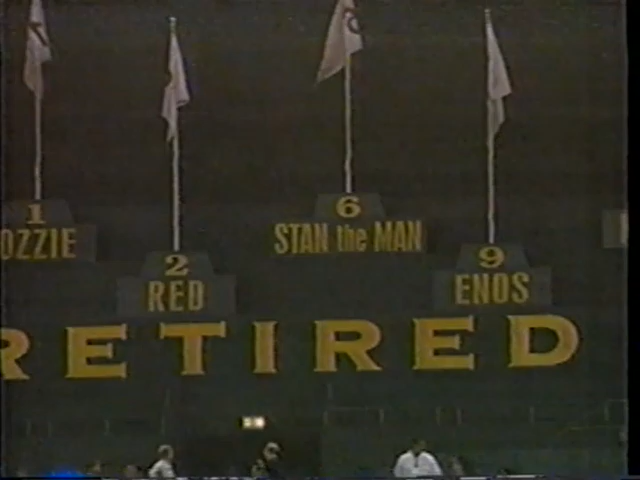 1
OZZIE
2
RED
6
STAN the MAN
9
ENOS
RETIRED